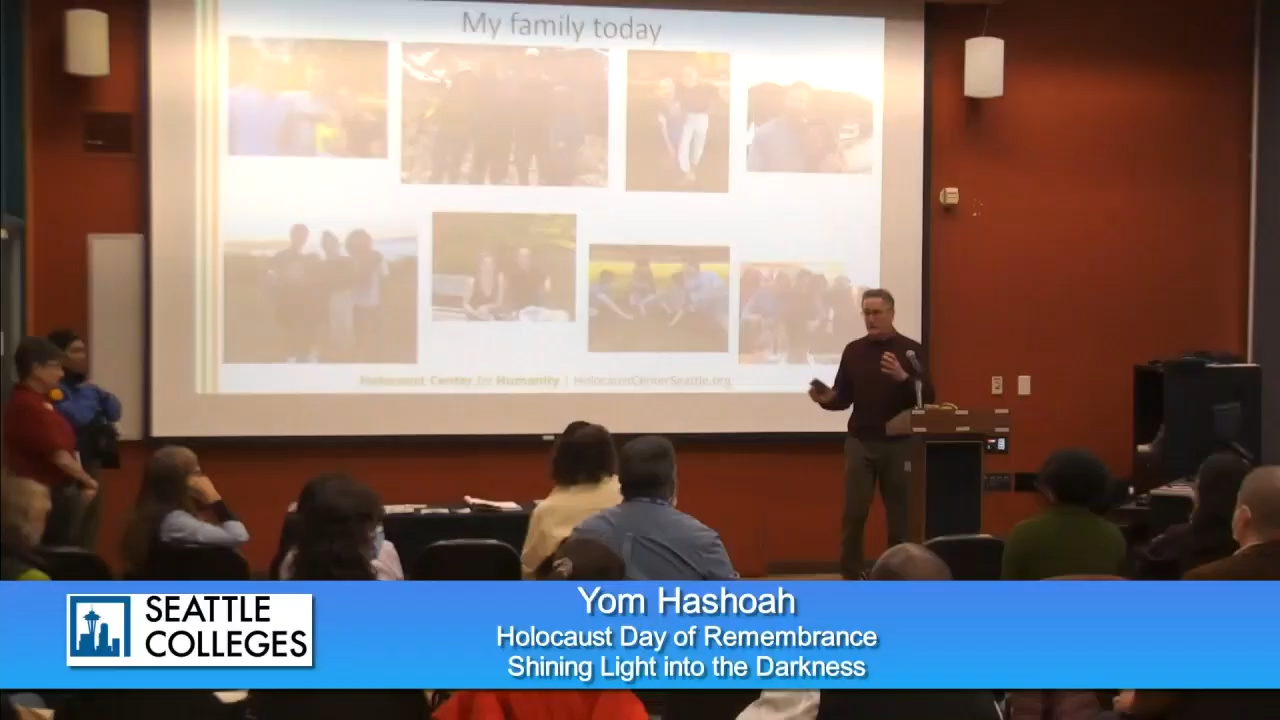 My family today
Holocaust Center for Humanity | HolocaustCenterSeattle.org
SEATTLE
COLLEGES
Yom Hashoah
Holocaust Day of Remembrance
Shining Light into the Darkness